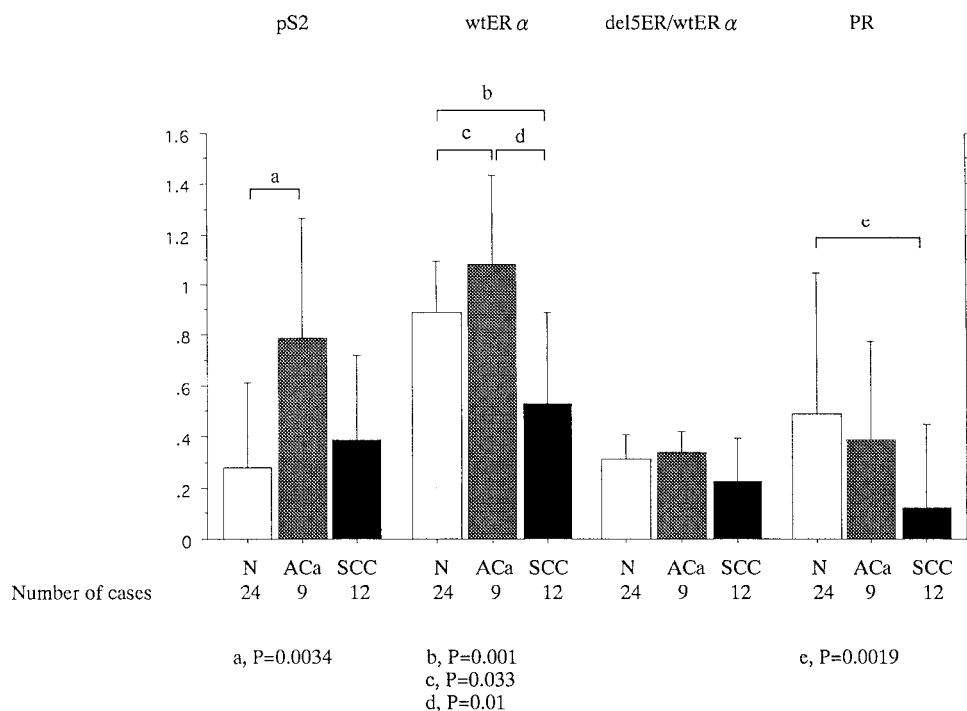 pS2 wtER α del5ER/wtER α PR
b
c d
a
e
1.6
1.4
1.2
1
.8
.6
.4
.2
0
N ACa SCC N ACa SCC N ACa SCC N ACa SCC
Number of cases 24 9 12 24 9 12 24 9 12 24 9 12
a, P=0.0034 b, P=0.001 e, P=0.0019
c, P=0.033
d, P=0.01